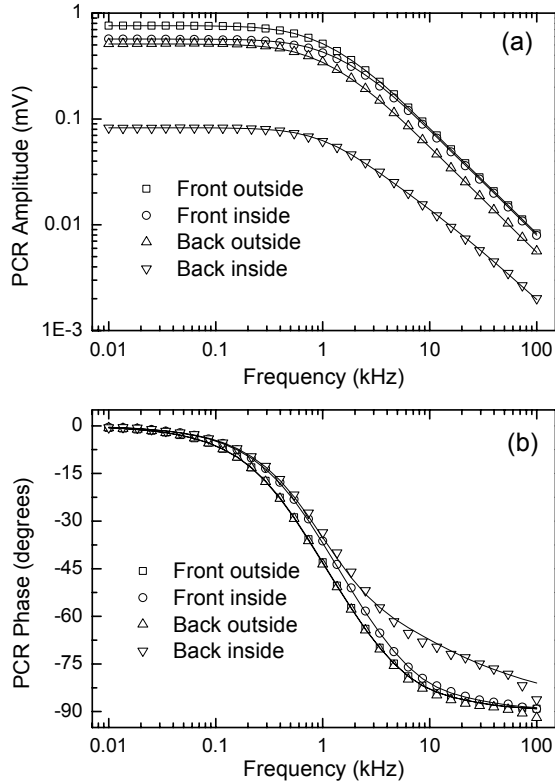 1
0.1
0.01
1E-3
PCR Amplitude (mV)
(a)
Front outside
Front inside
Back outside
Back inside
0.01 0.1 1 10 100
Frequency (kHz)
0
-15
-30
-45
-60
-75
-90
PCR Phase (degrees)
(b)
Front outside
Front inside
Back outside
Back inside
0.01 0.1 1 10 100
Frequency (kHz)